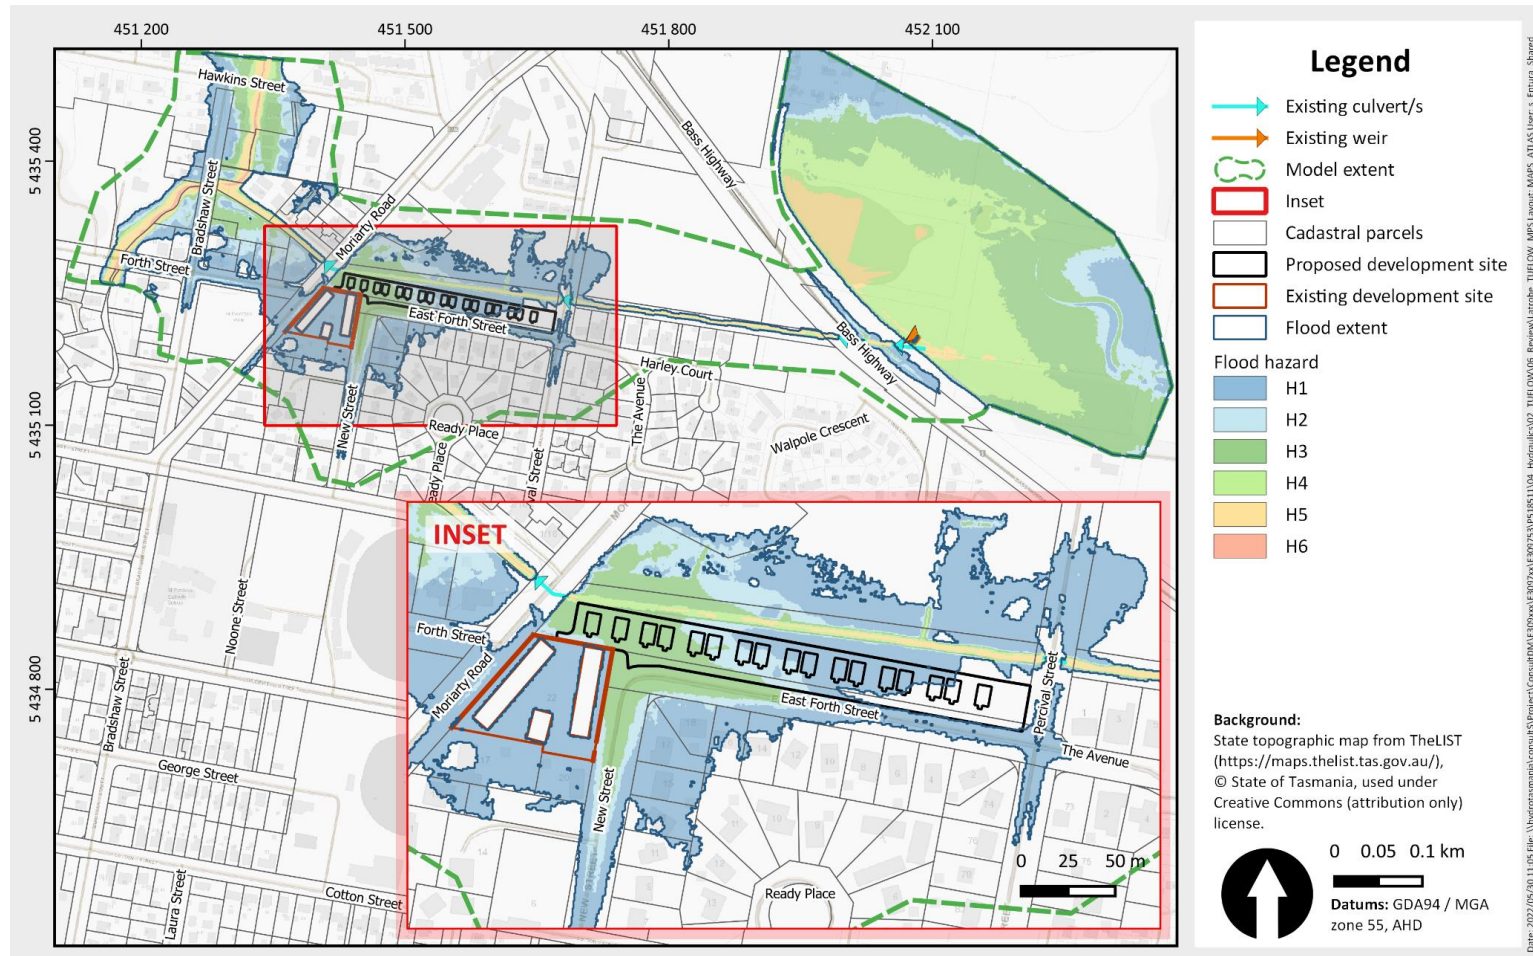 451 200
451 500
451 800
452 100
5 435 400
5 435 100
5 434 800
Hawkins Street
Bradshaw Street
Moriarty Road
Forth Street
East Forth Street
New Street
Bass Highway
Bass Highway
Harley Court
The Avenue
Walpole Crescent
Ready Place
eady Place
val Street
Noone Street
Bradshaw Street
George Street
Laura Street
Cotton Street
INSET
Forth Street
Moriarty Road
East Forth Street
Percival Street
The Avenue
New Street
Ready Place
0 25 50 m
Legend
Existing culvert/s
Existing weir
Model extent
Inset
Cadastral parcels
Proposed development site
Existing development site
Flood extent
Flood hazard
H1
H2
H3
H4
H5
H6
Background:
State topographic map from TheLIST
(https://maps.thelist.tas.gov.au/),
© State of Tasmania, used under
Creative Commons (attribution only)
license.
0 0.05 0.1 km
Datums: GDA94 / MGA
zone 55, AHD